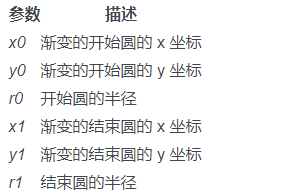 参数 描述
x0 渐变的开始圆的 x 坐标
y0 渐变的开始圆的 y 坐标
r0 开始圆的半径
x1 渐变的结束圆的 x 坐标
y1 渐变的结束圆的 y 坐标
r1 结束圆的半径